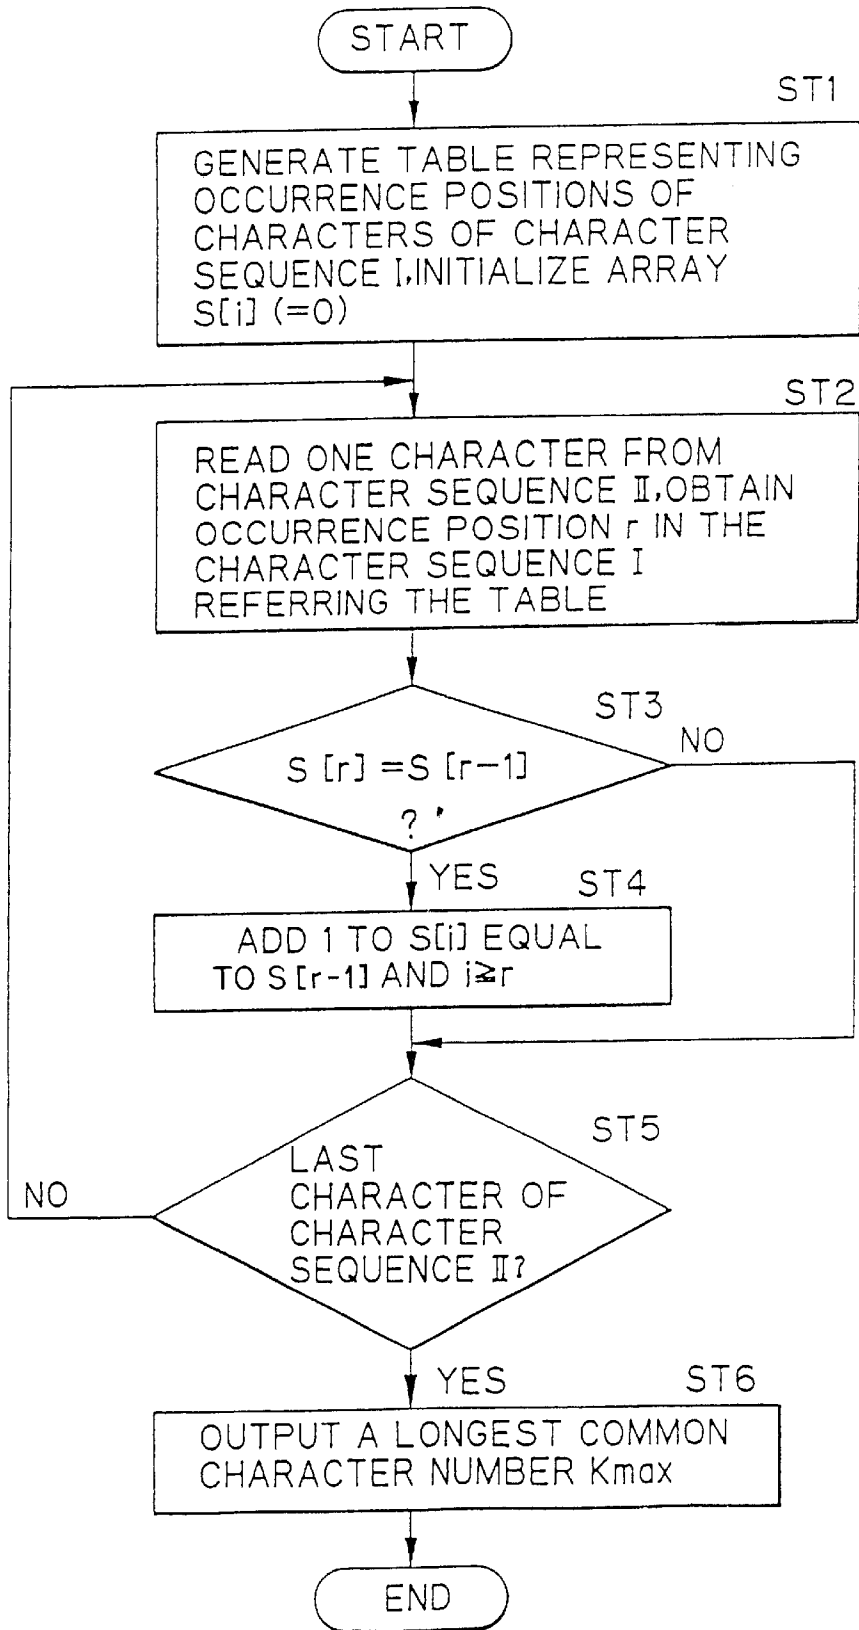 START
ST1
GENERATE TABLE REPRESENTING
OCCURRENCE POSITIONS OF
CHARACTERS OF CHARACTER
SEQUENCE I,INITIALIZE ARRAY
S[i] (=0)
ST2
READ ONE CHARACTER FROM
CHARACTER SEQUENCE Ⅱ,OBTAIN
OCCURRENCE POSITION r IN THE
CHARACTER SEQUENCE I
REFERRING THE TABLE
ST3
S [r] =S [r-1]
?
NO
YES
ST4
ADD 1 TO S[i] EQUAL
TO S[r-1] AND i≧r
ST5
LAST
CHARACTER OF
CHARACTER
SEQUENCE Ⅱ?
NO
YES
ST6
OUTPUT A LONGEST COMMON
CHARACTER NUMBER Kmax
END